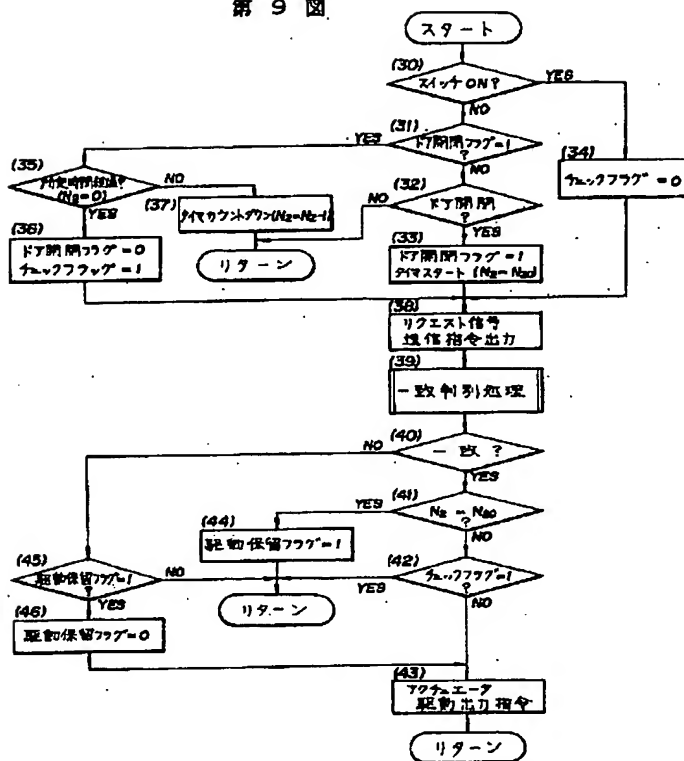 第 9 図
スタート
(30)
スイッチON?
YES
NO
(31)
ドア開閉フラグ=1
?
YES
NO
(34)
チェックフラグ=0
(35)
所定時間経過?
(N2=0)
NO
YES
(32)
ドア開閉
?
NO
YES
(37)
タイマカウントダウン(N2=N2-1)
リターン
(36)
ドア開閉フラグ=0
チェックフラッグ=1
(33)
ドア開閉フラグ=1
タイマスタート(N2=N20)
(38)
リクエスト信号
送信指令出力
(39)
一致判別処理
(40)
一致?
NO
YES
(41)
N2=N20
?
YES
NO
(44)
駆動保留フラグ=1
(45)
駆動保留フラグ=1
?
NO
YES
(42)
チェックフラグ=1
?
YES
NO
リターン
(46)
駆動保留フラグ=0
(43)
アクチュエータ
駆動出力指令
リターン